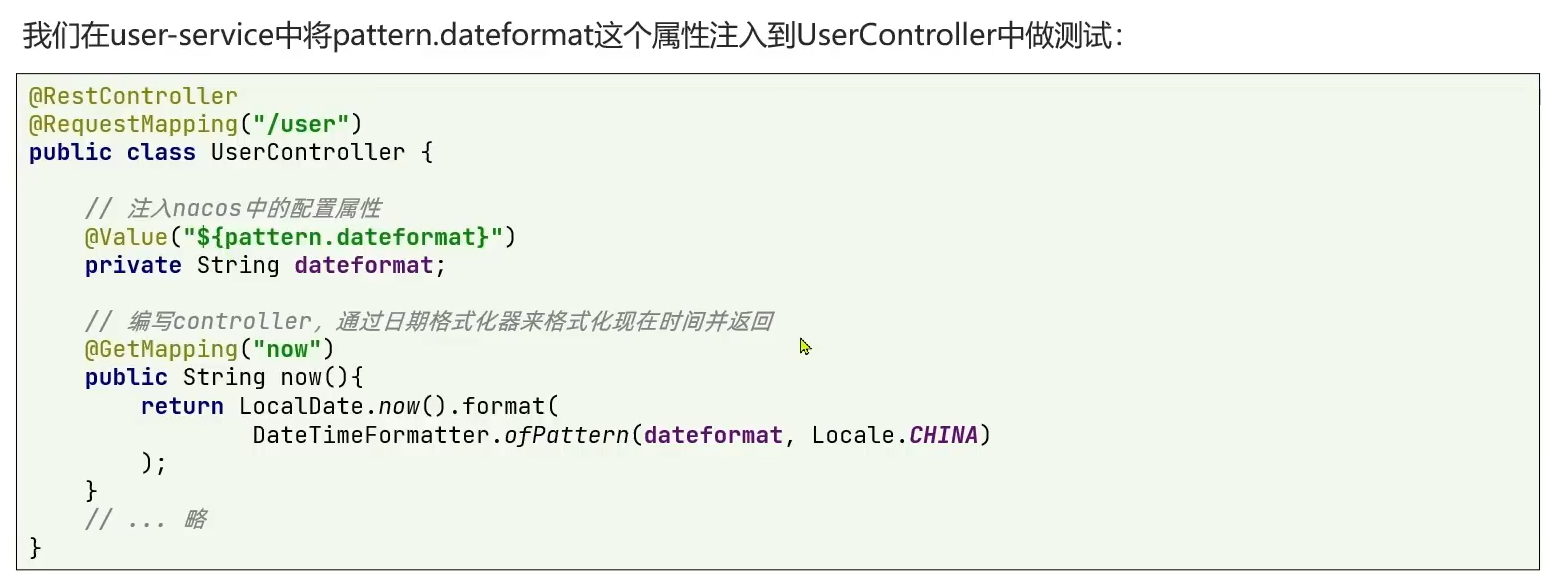 我们在user-service中将pattern.dateformat这个属性注入到UserController中做测试：
@RestController
@RequestMapping("/user")
public class UserController {
// 注入nacos中的配置属性
@Value("${pattern.dateformat}")
private String dateformat;
// 编写controller，通过日期格式化器来格式化现在时间并返回
@GetMapping("now")
public String now(){
return LocalDate.now().format(
DateTimeFormatter.ofPattern(dateformat, Locale.CHINA)
);
}
// ... 略
}